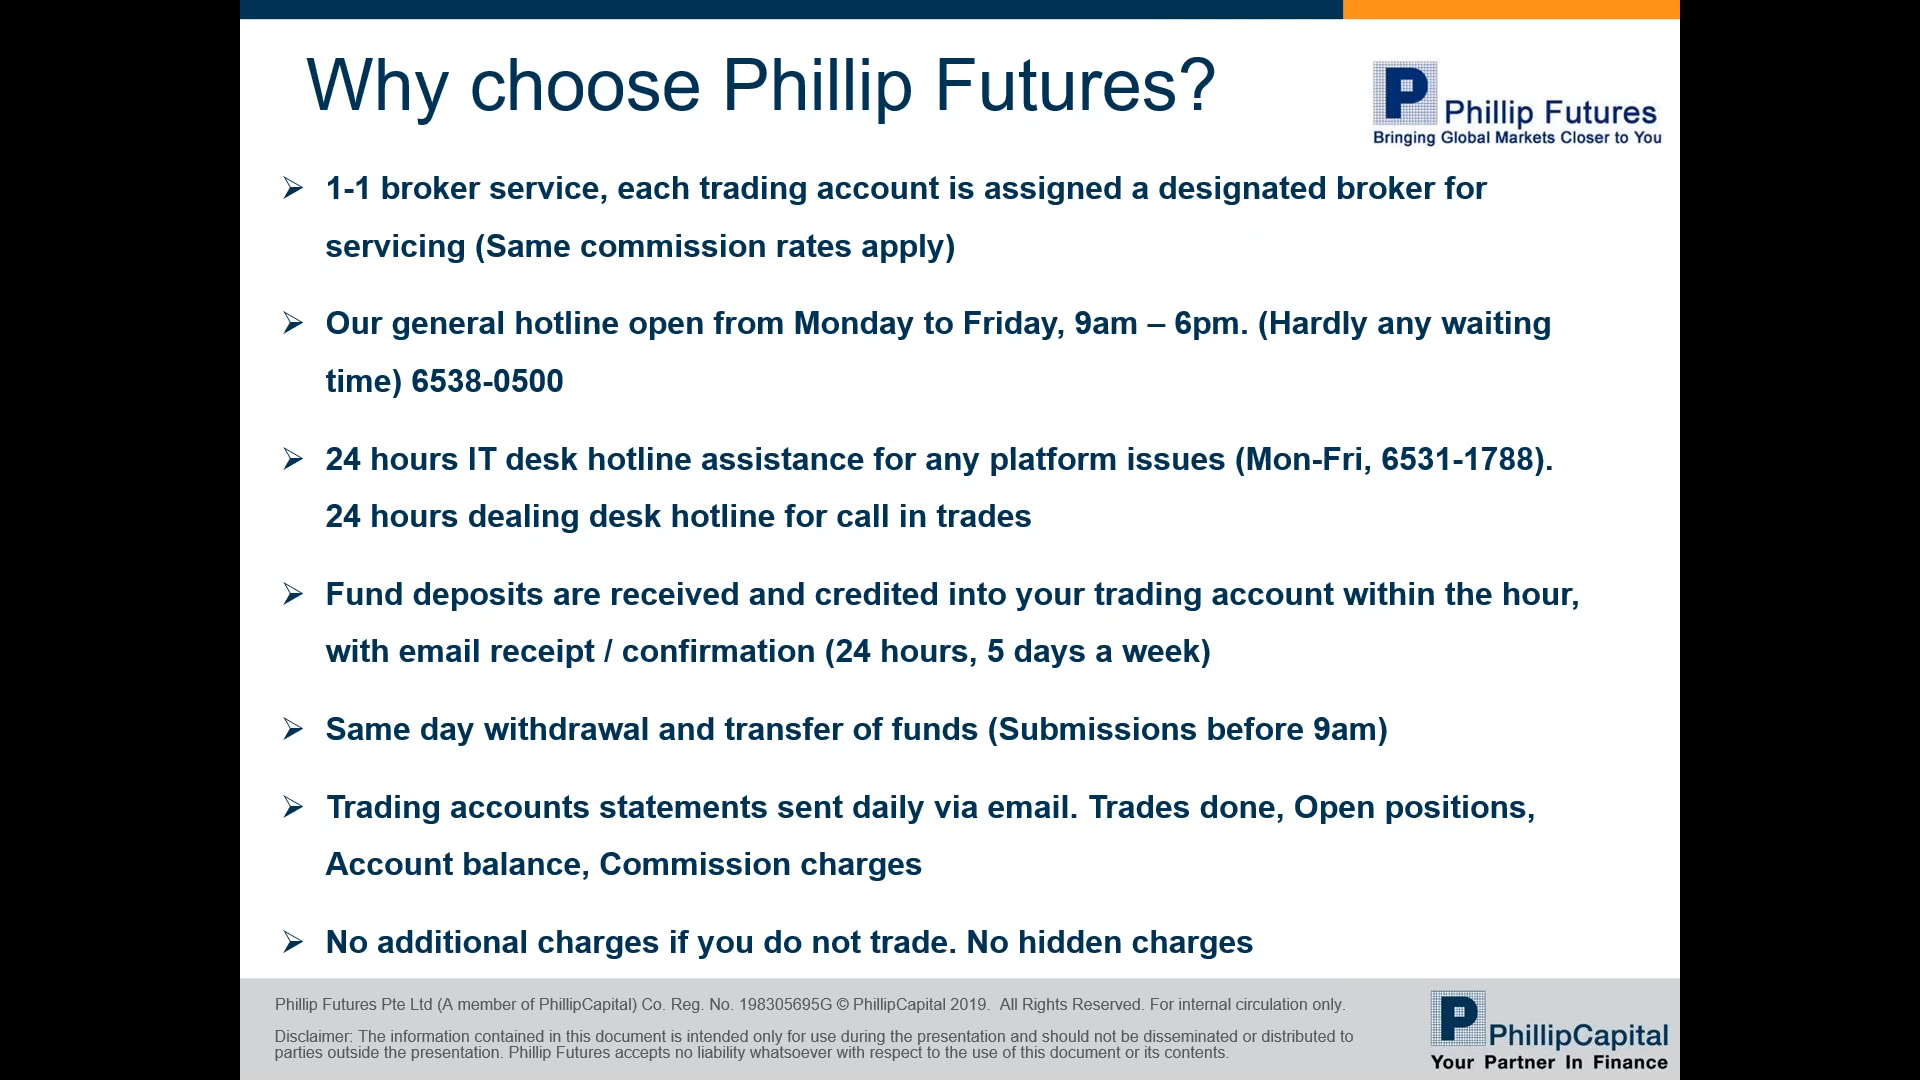 Why choose Phillip Futures?
P
Phillip Futures
Bringing Global Markets Closer to You
➢ 1-1 broker service, each trading account is assigned a designated broker for
servicing (Same commission rates apply)
➢ Our general hotline open from Monday to Friday, 9am – 6pm. (Hardly any waiting
time) 6538-0500
➢ 24 hours IT desk hotline assistance for any platform issues (Mon-Fri, 6531-1788).
24 hours dealing desk hotline for call in trades
➢ Fund deposits are received and credited into your trading account within the hour,
with email receipt / confirmation (24 hours, 5 days a week)
➢ Same day withdrawal and transfer of funds (Submissions before 9am)
➢ Trading accounts statements sent daily via email. Trades done, Open positions,
Account balance, Commission charges
➢ No additional charges if you do not trade. No hidden charges
Phillip Futures Pte Ltd (A member of PhillipCapital) Co. Reg. No. 198305695G © PhillipCapital 2019. All Rights Reserved. For internal circulation only.
Disclaimer: The information contained in this document is intended only for use during the presentation and should not be disseminated or distributed to
parties outside the presentation. Phillip Futures accepts no liability whatsoever with respect to the use of this document or its contents.
P
PhillipCapital
Your Partner In Finance